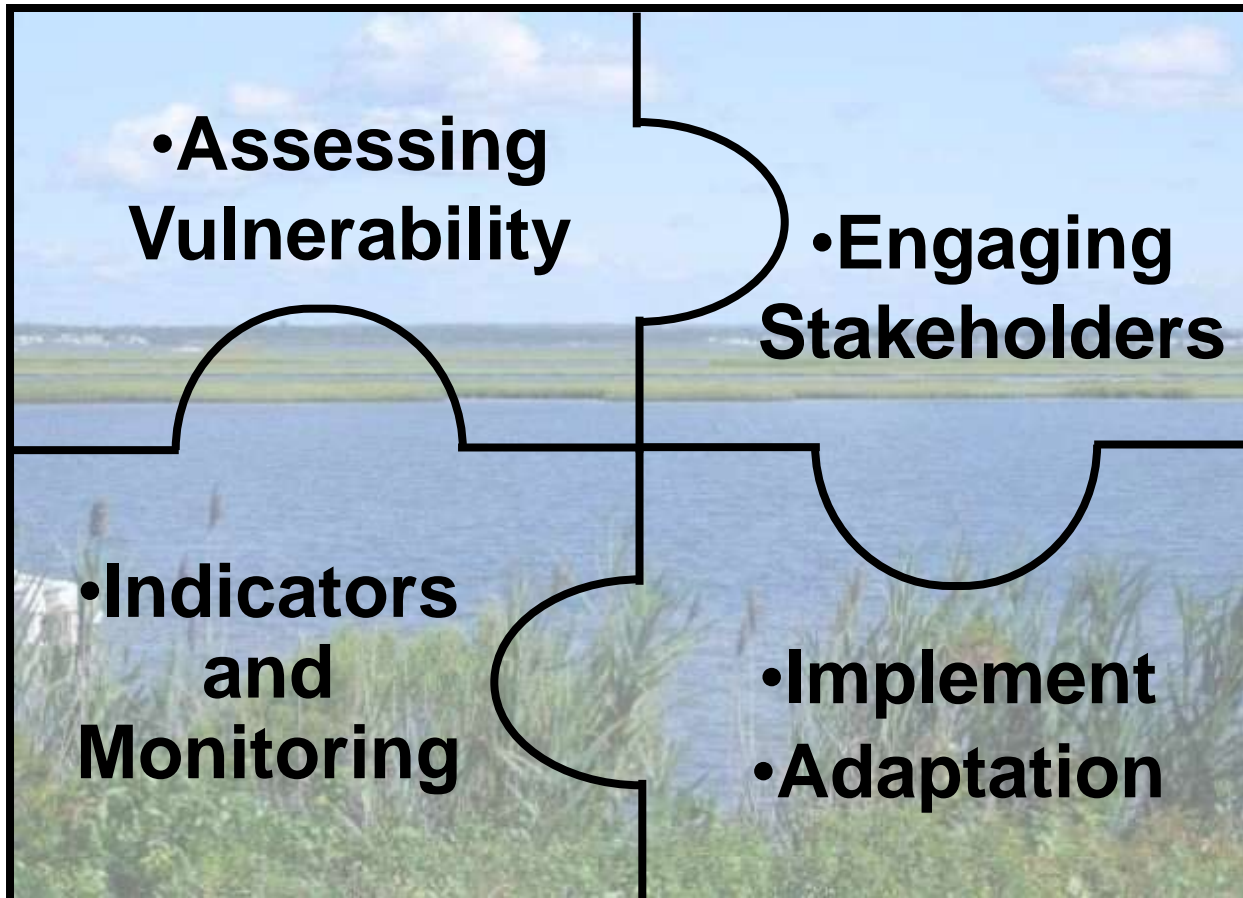 •Assessing
Vulnerability
•Engaging
Stakeholders
•Indicators
and
Monitoring
•Implement
•Adaptation